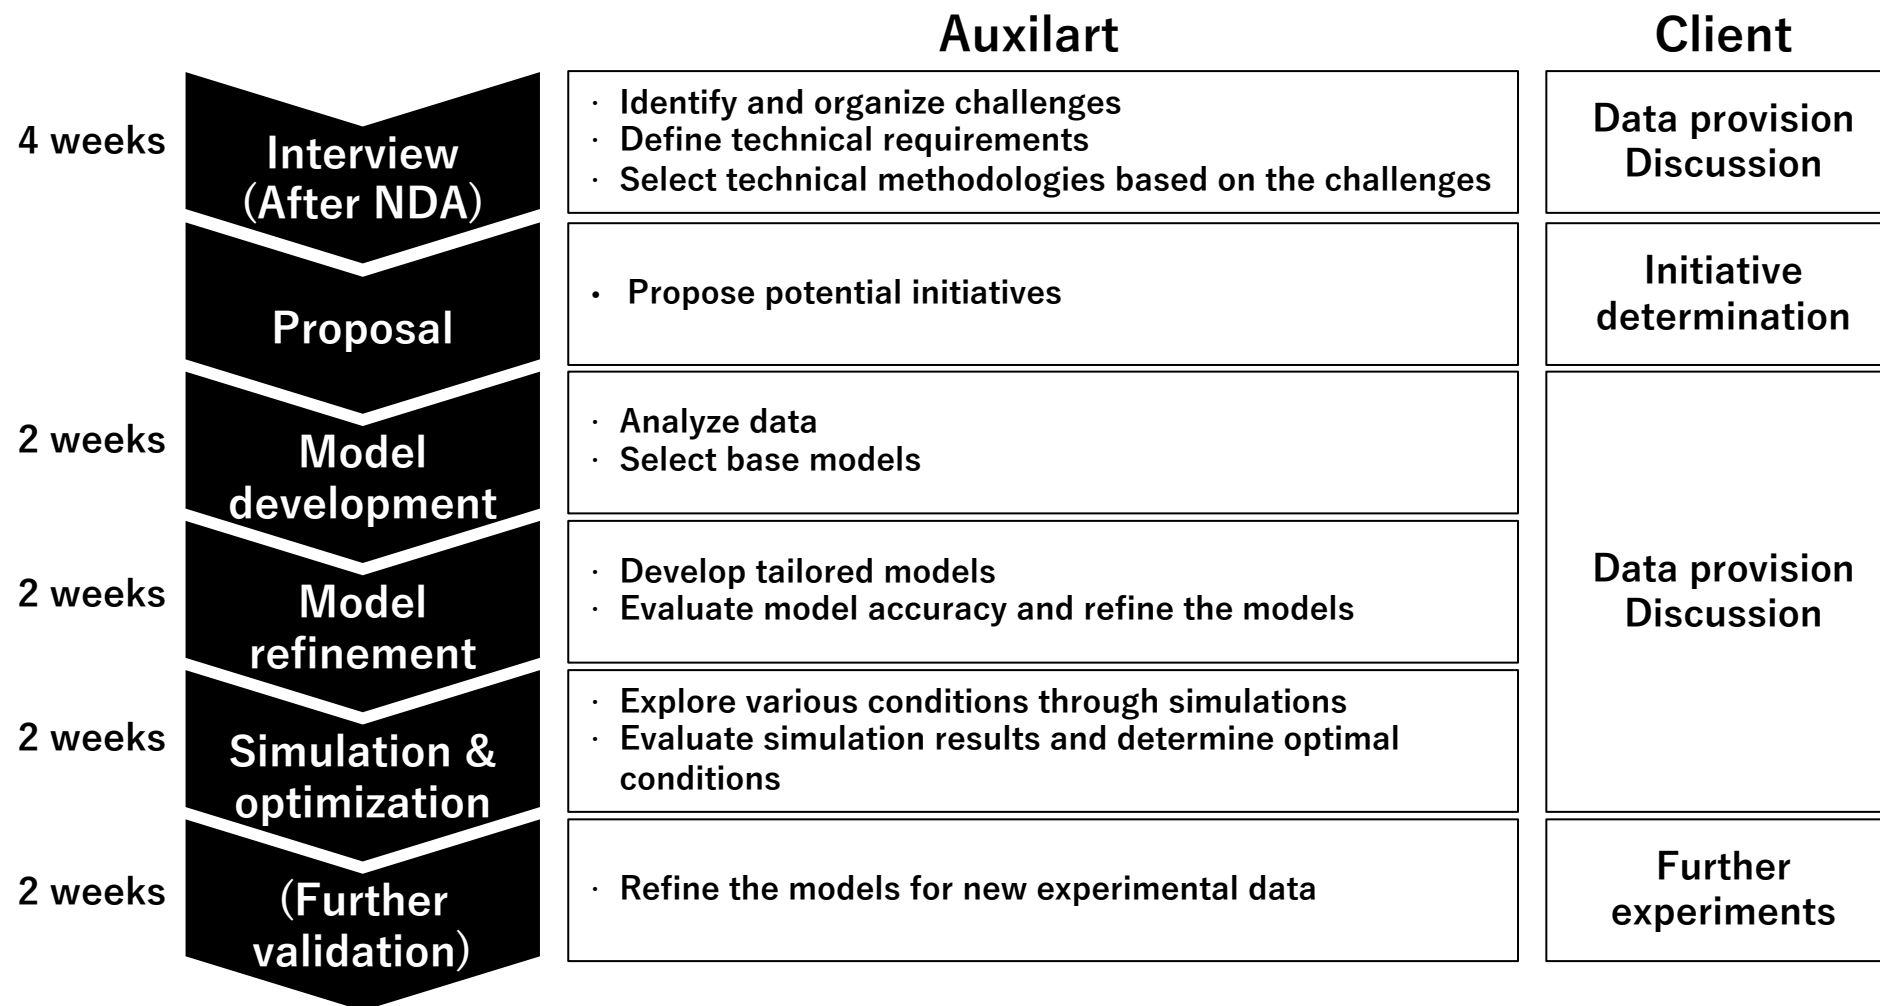 Auxilart
Client
4 weeks
Interview
(After NDA)
· Identify and organize challenges
· Define technical requirements
· Select technical methodologies based on the challenges
Data provision
Discussion
Proposal
• Propose potential initiatives
Initiative
determination
2 weeks
Model
development
· Analyze data
· Select base models
Data provision
Discussion
2 weeks
Model
refinement
· Develop tailored models
· Evaluate model accuracy and refine the models
2 weeks
Simulation &
optimization
· Explore various conditions through simulations
· Evaluate simulation results and determine optimal
conditions
2 weeks
(Further
validation)
· Refine the models for new experimental data
Further
experiments